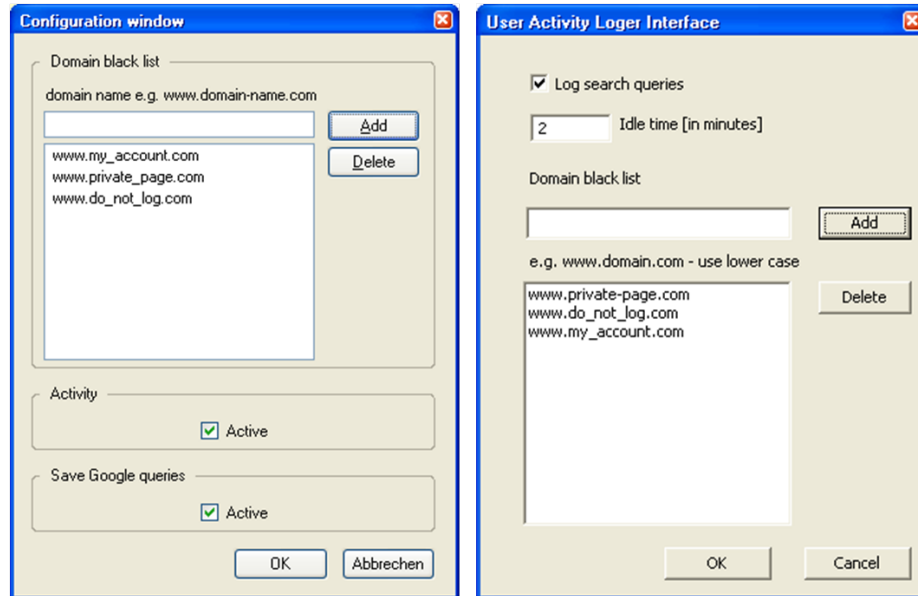 Configuration window
Domain black list
domain name e.g. www.domain-name.com
Add
www.my_account.com
www.private_page.com
www.do_not_log.com
Delete
Activity
Active
Save Google queries
Active
OK
Abbrechen
User Activity Loger Interface
Log search queries
2 Idle time [in minutes]
Domain black list
Add
e.g. www.domain.com - use lower case
www.private-page.com
www.do_not_log.com
www.my_account.com
Delete
OK
Cancel